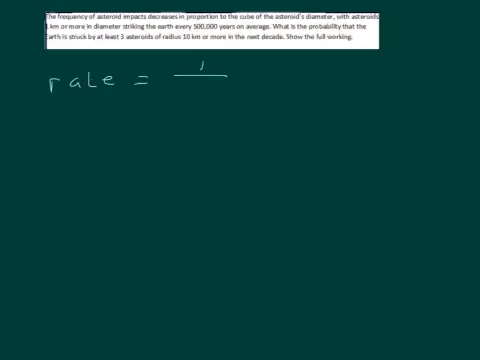 The frequency of asteroid impacts decreases in proportion to the cube of the asteroid's diameter, with asteroids
1 km or more in diameter striking the earth every 500,000 years on average. What is the probability that the
Earth is struck by at least 3 asteroids of radius 10 km or more in the next decade. Show the full working.
rate = 1